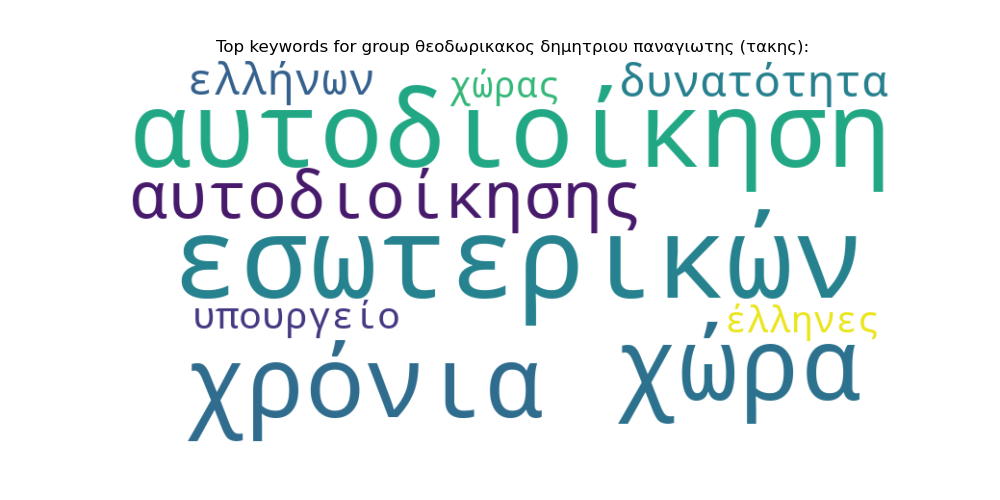 Top keywords for group θεοδωρικακος δημητριου παναγιωτης (τακης):
ελλήνων χώρας δυνατότητα
αυτοδιοίκηση
αυτοδιοίκησης
εσωτερικών
υπουργείο έλληνες
χρόνια χώρα